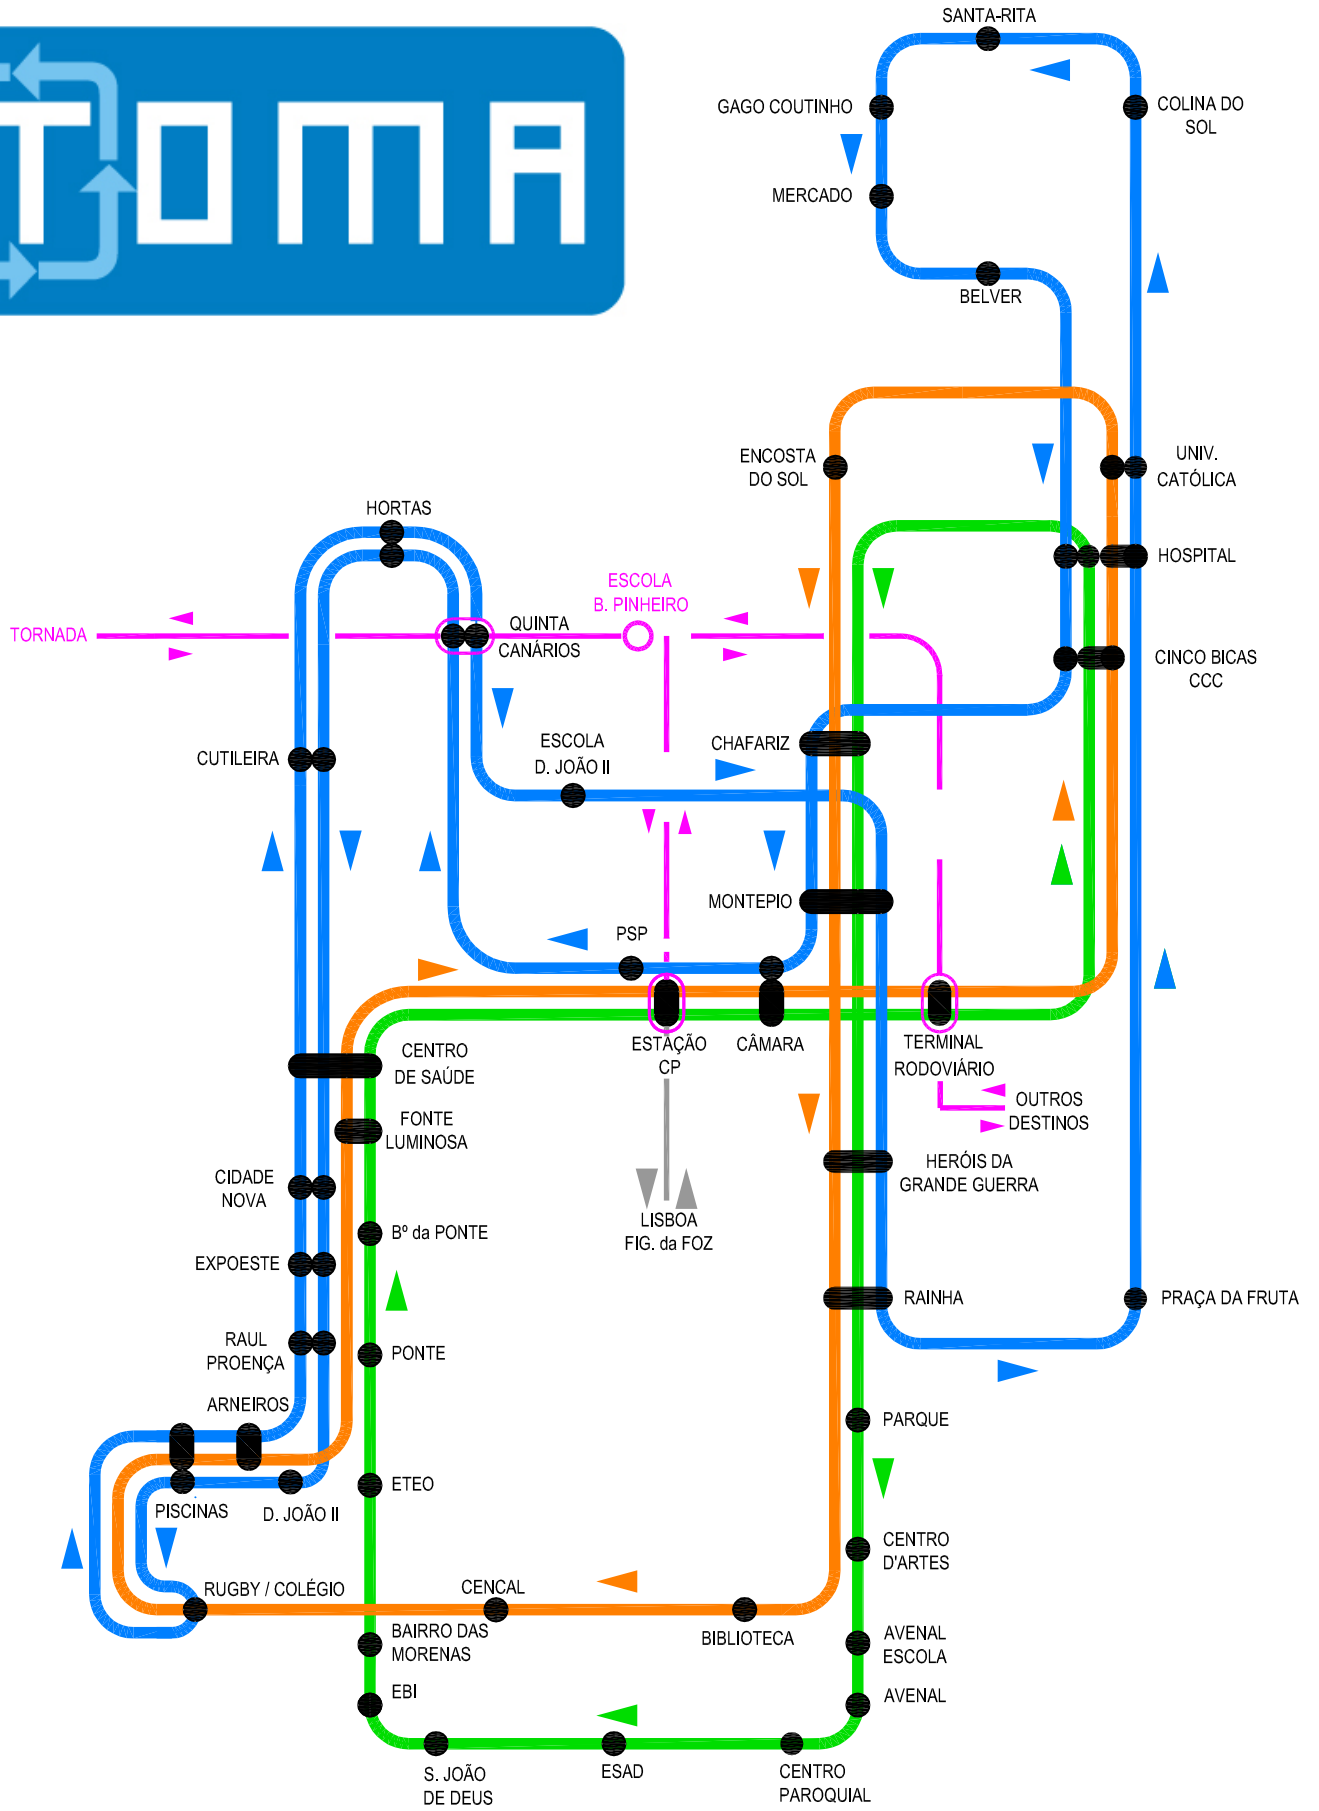 TOMA
SANTA-RITA
GAGO COUTINHO
COLINA DO
SOL
MERCADO
BELVER
ENCOSTA
DO SOL
UNIV.
CATÓLICA
HORTAS
HOSPITAL
ESCOLA
B. PINHEIRO
TORNADA
QUINTA
CANÁRIOS
CINCO BICAS
CCC
CUTILEIRA
ESCOLA
D. JOÃO II
CHAFARIZ
MONTEPIO
PSP
CENTRO
DE SAÚDE
ESTAÇÃO
CP
CÂMARA
TERMINAL
RODOVIÁRIO
OUTROS
DESTINOS
FONTE
LUMINOSA
CIDADE
NOVA
HERÓIS DA
GRANDE GUERRA
Bº da PONTE
LISBOA
FIG. da FOZ
EXPOESTE
RAINHA
PRAÇA DA FRUTA
RAUL
PROENÇA
PONTE
ARNEIROS
PARQUE
ETEO
PISCINAS
D. JOÃO II
CENTRO
D'ARTES
RUGBY / COLÉGIO
CENCAL
BIBLIOTECA
BAIRRO DAS
MORENAS
AVENAL
ESCOLA
EBI
AVENAL
S. JOÃO
DE DEUS
ESAD
CENTRO
PAROQUIAL